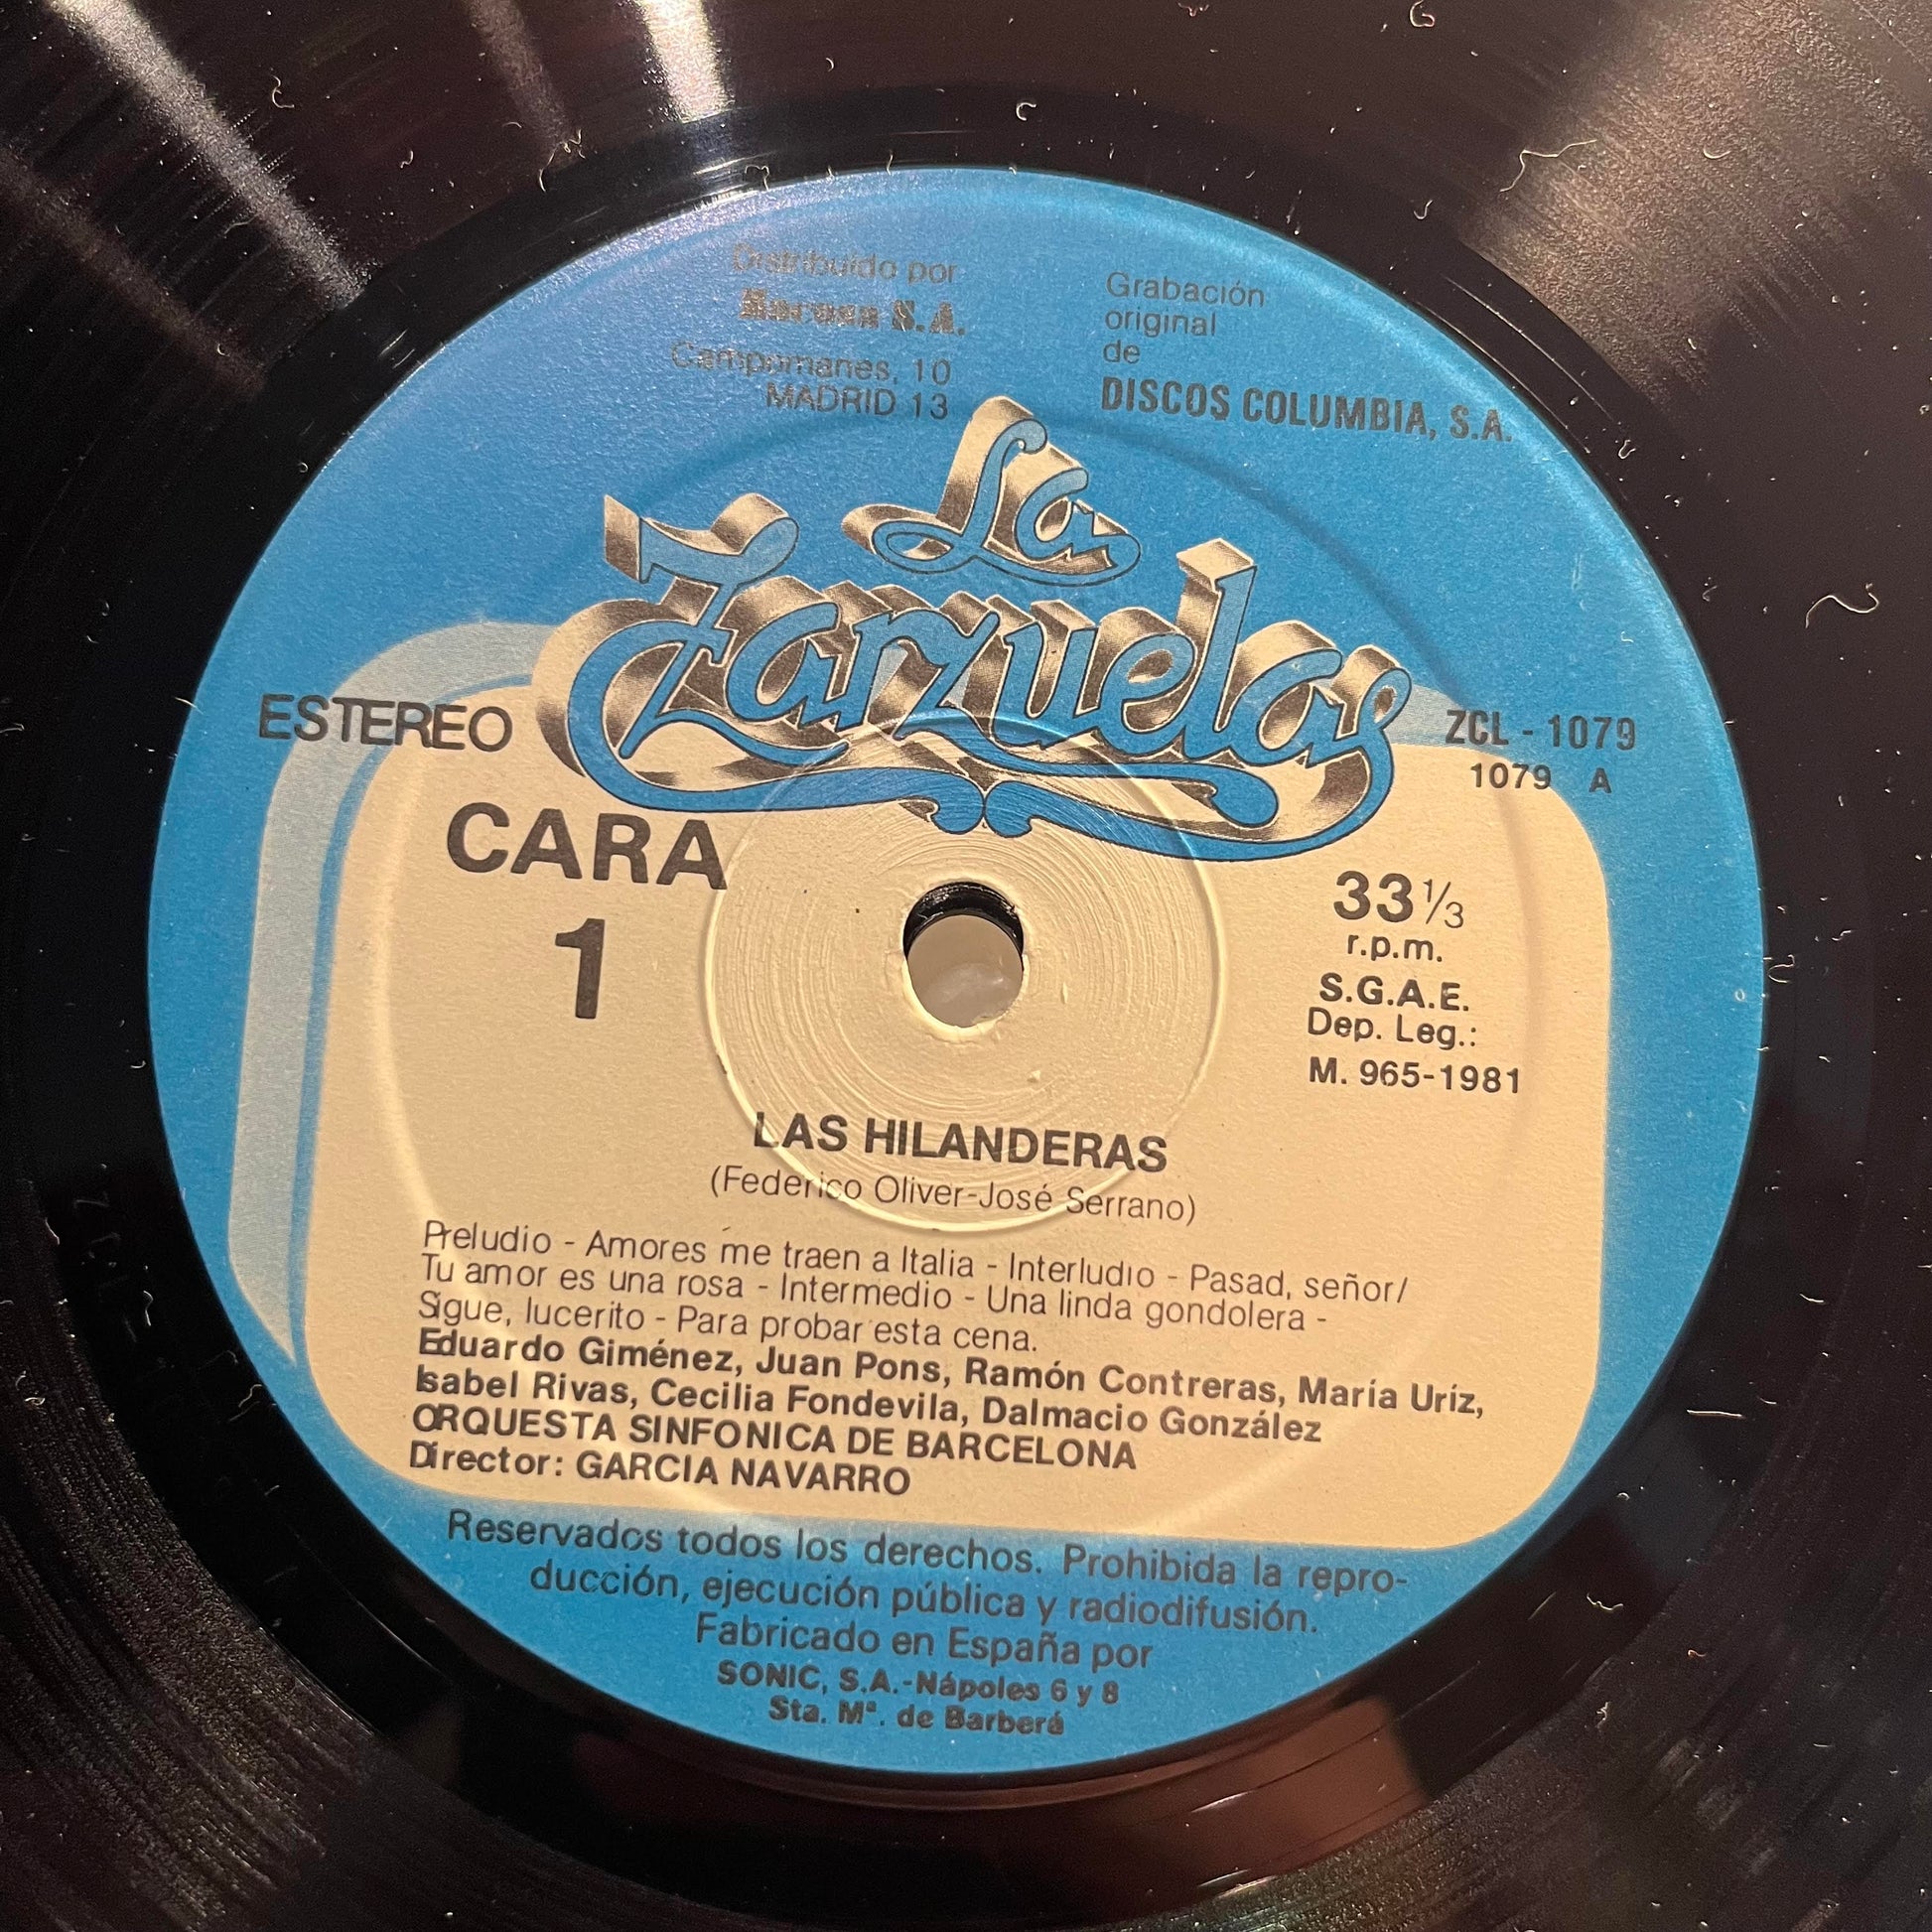 Distribuido por
S.A.
Campomanes, 10
MADRID 13
Grabación
original
de
DISCOS COLUMBIA, S.A.
La
Zarzuelas
ESTEREO
ZCL - 1079
1079 A
CARA
1
33 1/3
r.p.m.
S.G.A.E.
Dep. Leg.:
M. 965-1981
LAS HILANDERAS
(Federico Oliver-José Serrano)
Preludio - Amores me traen a Italia - Interludio - Pasad, señor/
Tu amor es una rosa - Intermedio - Una linda gondolera -
Sigue, lucerito - Para probar esta cena.
Eduardo Giménez, Juan Pons, Ramón Contreras, María Uríz,
Isabel Rivas, Cecilia Fondevila, Dalmacio González
ORQUESTA SINFONICA DE BARCELONA
Director: GARCIA NAVARRO
Reservados todos los derechos. Prohibida la repro-
ducción, ejecución pública y radiodifusión.
Fabricado en España por
SONIC, S.A.-Nápoles 6 y 8
Sta. Mª. de Barberá